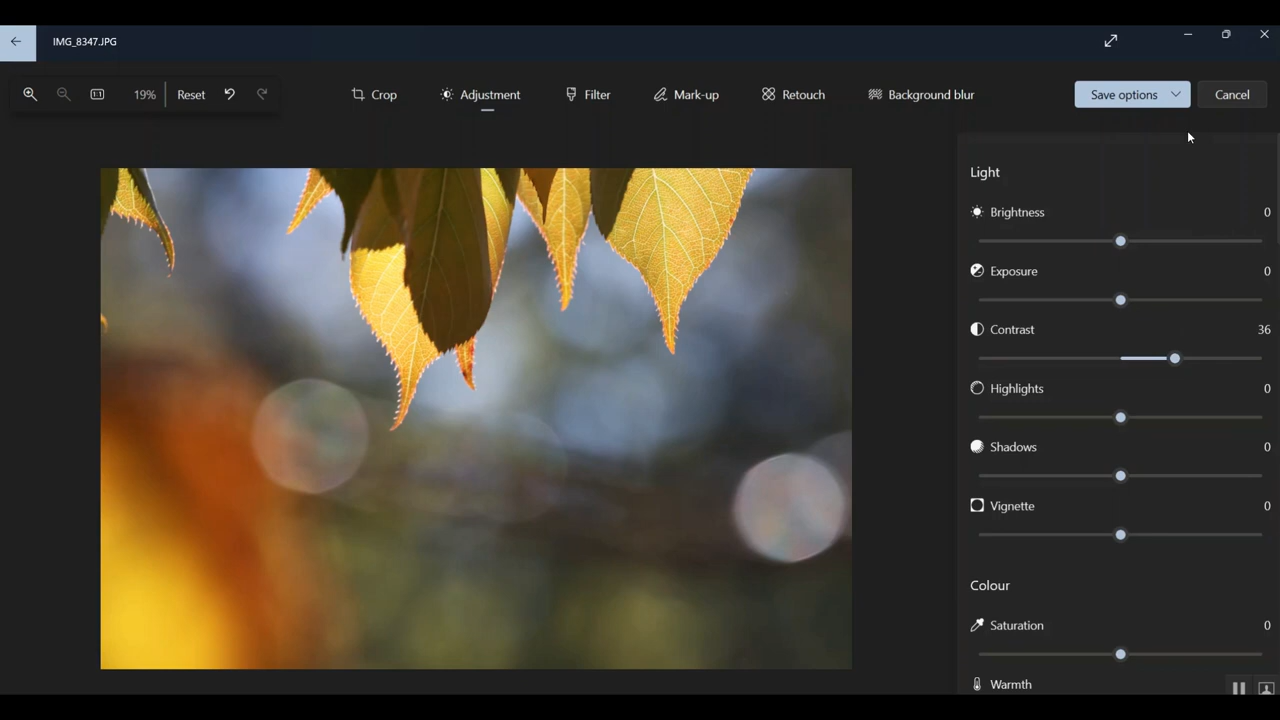 IMG_8347.JPG
19% Reset Crop Adjustment Filter Mark-up Retouch Background blur Save options Cancel
Light
Brightness 0
Exposure 0
Contrast 36
Highlights 0
Shadows 0
Vignette 0
Colour
Saturation 0
Warmth